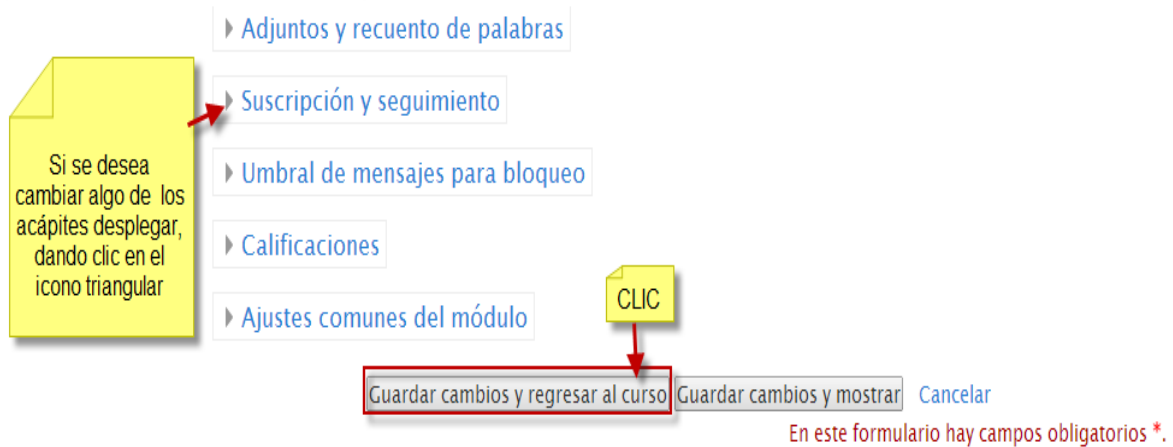 Adjuntos y recuento de palabras
Suscripción y seguimiento
Si se desea
cambiar algo de los
acápites desplegar,
dando clic en el
icono triangular
Umbral de mensajes para bloqueo
Calificaciones
Ajustes comunes del módulo
CLIC
Guardar cambios y regresar al curso Guardar cambios y mostrar Cancelar
En este formulario hay campos obligatorios *.